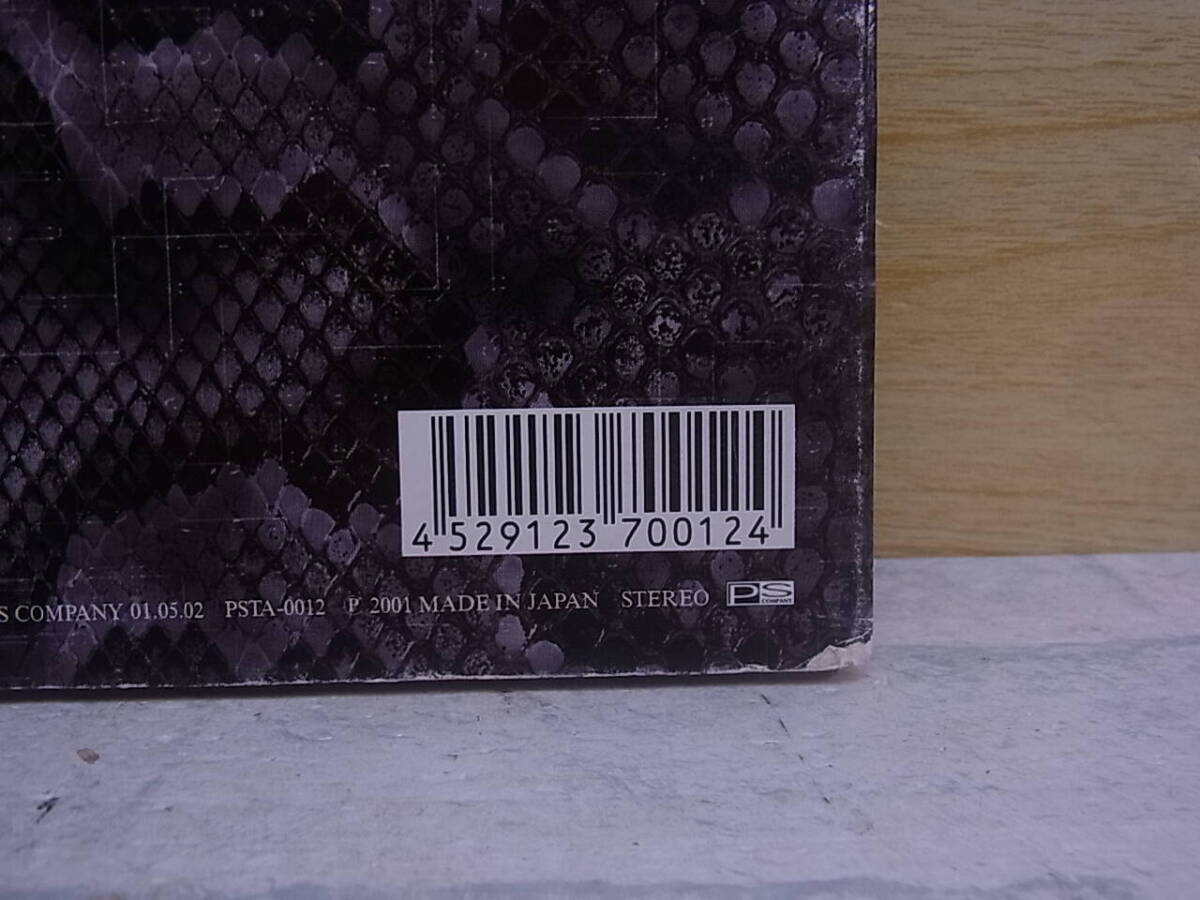 4 529123 700124
S COMPANY 01.05.02 PSTA-0012 Ⓟ 2001 MADE IN JAPAN STEREO PS COMPANY